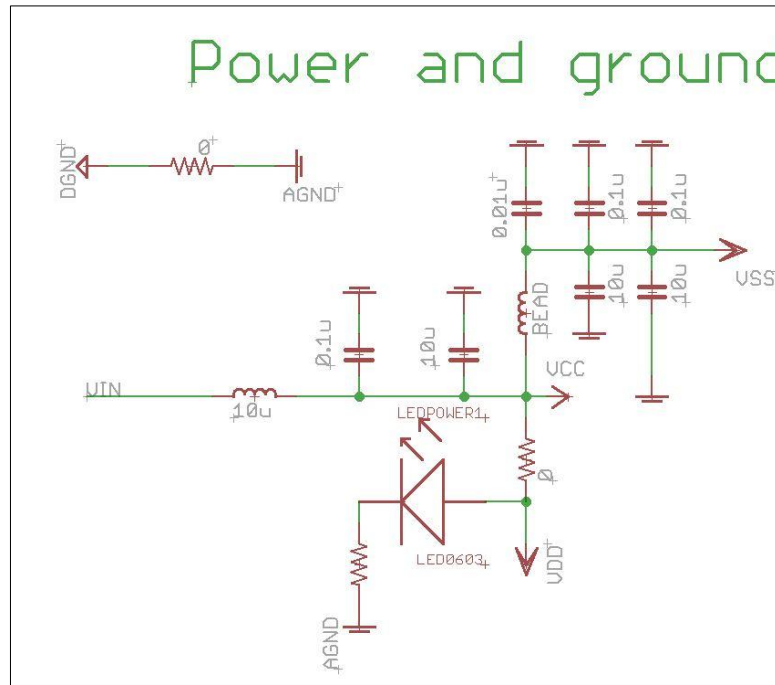 Power and ground
0
DGND
AGND
0.01u
0.1u
0.1u
VSS
10u
10u
BEAD
0.1u
10u
VCC
VIN
10u
LEDPOWER1
0
LED0603
VDD
AGND